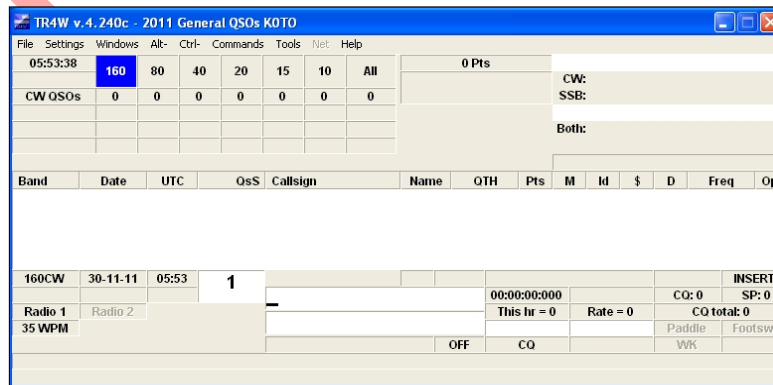 TR4W v.4.240c - 2011 General QSOs K0TO
File Settings Windows Alt- Ctrl- Commands Tools Net Help
05:53:38 160 80 40 20 15 10 All 0 Pts
CW:
CW QSOs 0 0 0 0 0 0 0 SSB:
Both:
Band Date UTC QsS Callsign Name QTH Pts M Id $ D Freq Op
160CW 30-11-11 05:53 1 INSERT
00:00:00:000 CQ: 0 SP: 0
Radio 1 Radio 2 This hr = 0 Rate = 0 CQ total: 0
35 WPM Paddle Footsw
OFF CQ WK